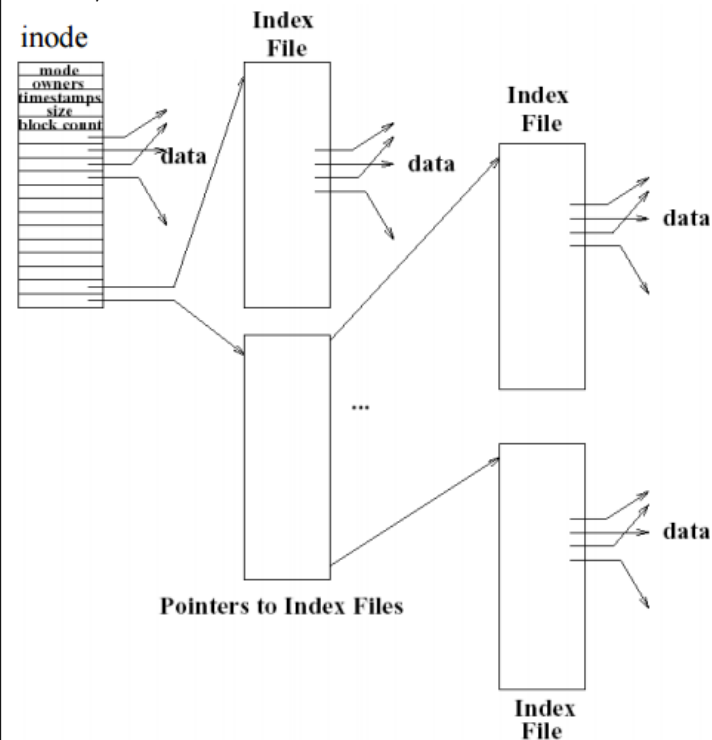 inode
mode
owners
timestamps
size
block count
data
Index
File
data
Index
File
data
...
Pointers to Index Files
data
Index
File